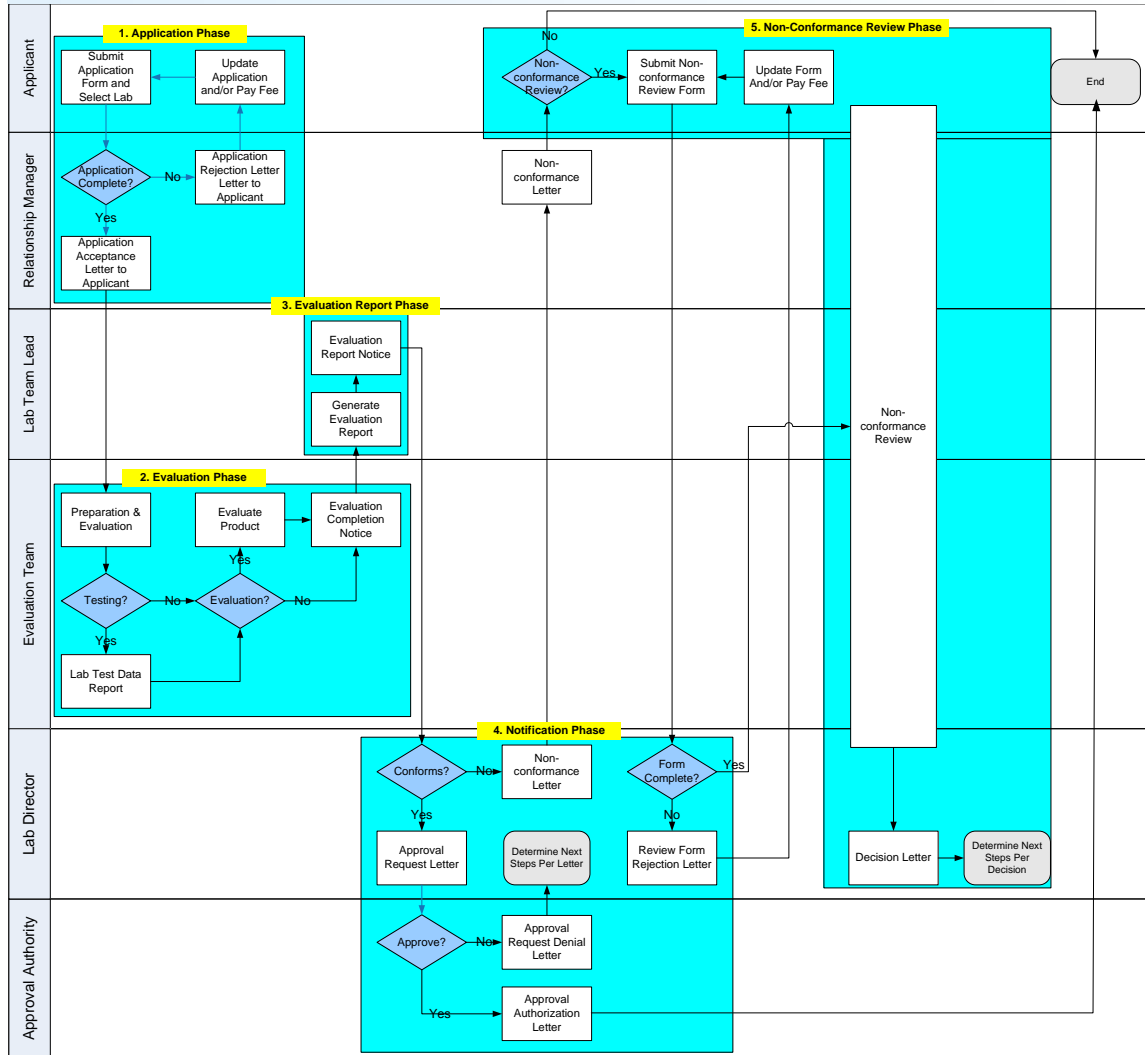 Applicant
1. Application Phase
Submit
Application
Form and
Select Lab
Update
Application
and/or Pay Fee
5. Non-Conformance Review Phase
No
Non-
conformance
Review?
Yes
Submit Non-
conformance
Review Form
Update Form
And/or Pay Fee
End
Relationship Manager
Application
Complete?
No
Application
Rejection Letter
Letter to
Applicant
Yes
Application
Acceptance
Letter to
Applicant
Non-
conformance
Letter
Lab Team Lead
3. Evaluation Report Phase
Evaluation
Report Notice
Generate
Evaluation
Report
Non-
conformance
Review
Evaluation Team
2. Evaluation Phase
Preparation &
Evaluation
Evaluate
Product
Evaluation
Completion
Notice
Yes
Testing?
No
Evaluation?
No
Yes
Lab Test Data
Report
Lab Director
4. Notification Phase
Conforms?
No
Non-
conformance
Letter
Form
Complete?
Yes
Yes
No
Approval
Request Letter
Determine Next
Steps Per Letter
Review Form
Rejection Letter
Decision Letter
Determine Next
Steps Per
Decision
Approval Authority
Approve?
No
Approval
Request Denial
Letter
Yes
Approval
Authorization
Letter